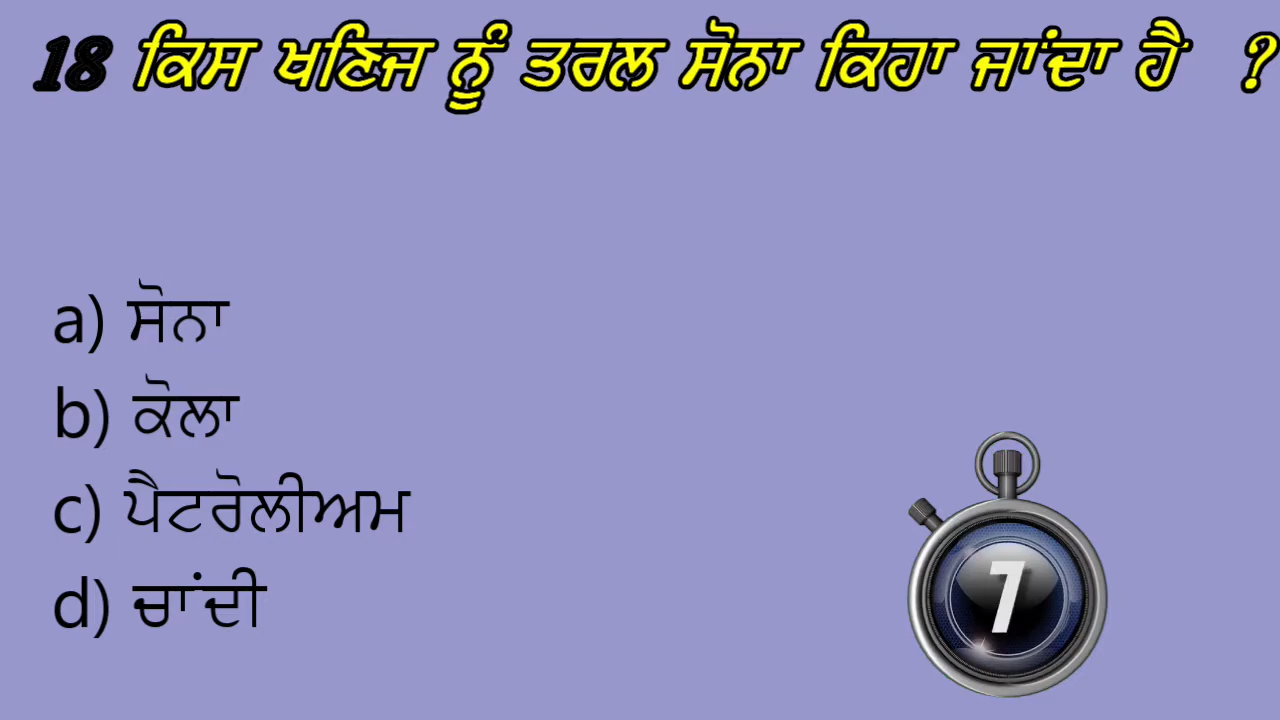 18 ਕਿਸ ਖਣਿਜ ਨੂੰ ਤਰਲ ਸੋਨਾ ਕਿਹਾ ਜਾਂਦਾ ਹੈ ?
a) ਸੋਨਾ
b) ਕੋਲਾ
c) ਪੈਟਰੋਲੀਅਮ
d) ਚਾਂਦੀ
7